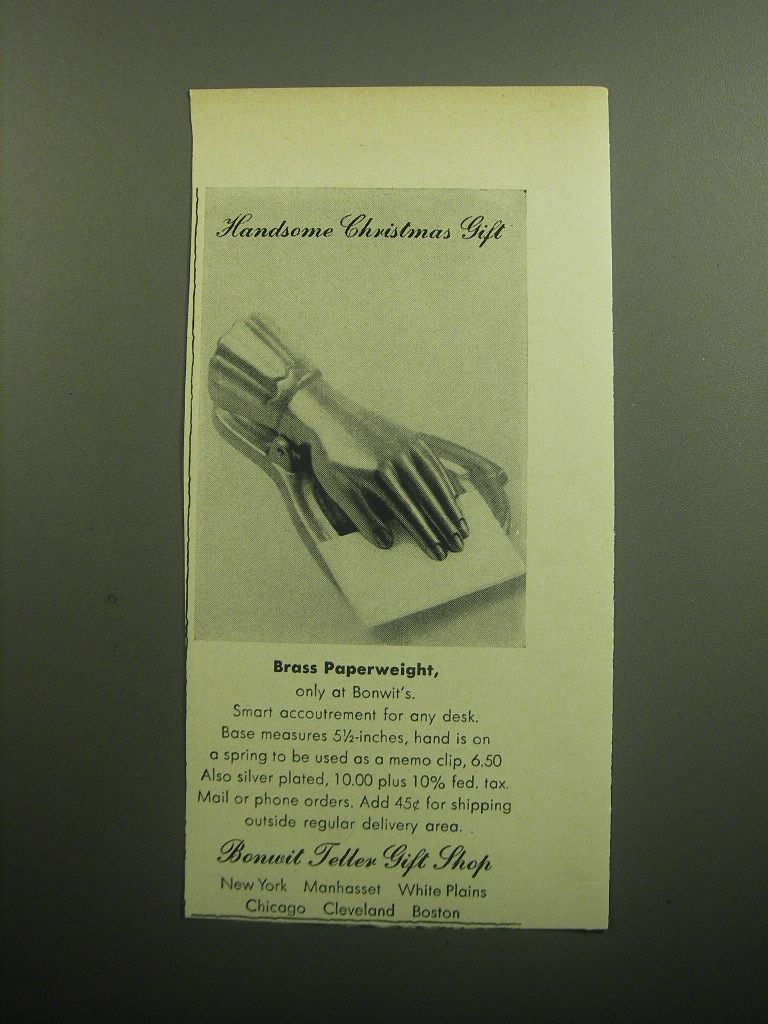 Handsome Christmas Gift
Brass Paperweight,
only at Bonwit's.
Smart accoutrement for any desk.
Base measures 5½-inches, hand is on
a spring to be used as a memo clip, 6.50
Also silver plated, 10.00 plus 10% fed. tax.
Mail or phone orders. Add 45¢ for shipping
outside regular delivery area. .
Bonwit Teller Gift Shop
New York Manhasset White Plains
Chicago Cleveland Boston